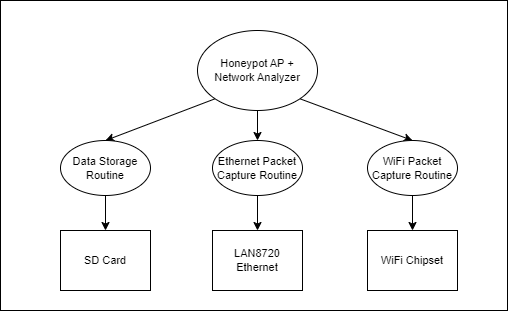 Honeypot AP +
Network Analyzer
Data Storage
Routine
Ethernet Packet
Capture Routine
WiFi Packet
Capture Routine
SD Card
LAN8720
Ethernet
WiFi Chipset